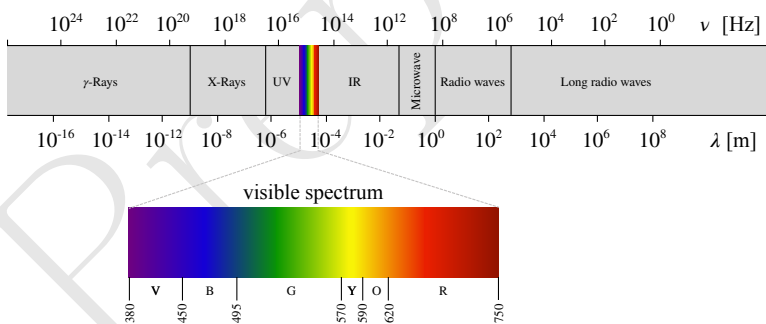 10^24 10^22 10^20 10^18 10^16 10^14 10^12 10^8 10^6 10^4 10^2 10^0 ν [Hz]
γ-Rays X-Rays UV IR Microwave Radio waves Long radio waves
10^-16 10^-14 10^-12 10^-8 10^-6 10^-4 10^-2 10^0 10^2 10^4 10^6 10^8 λ [m]
visible spectrum
V B G Y O R
380 450 495 570 590 620 750